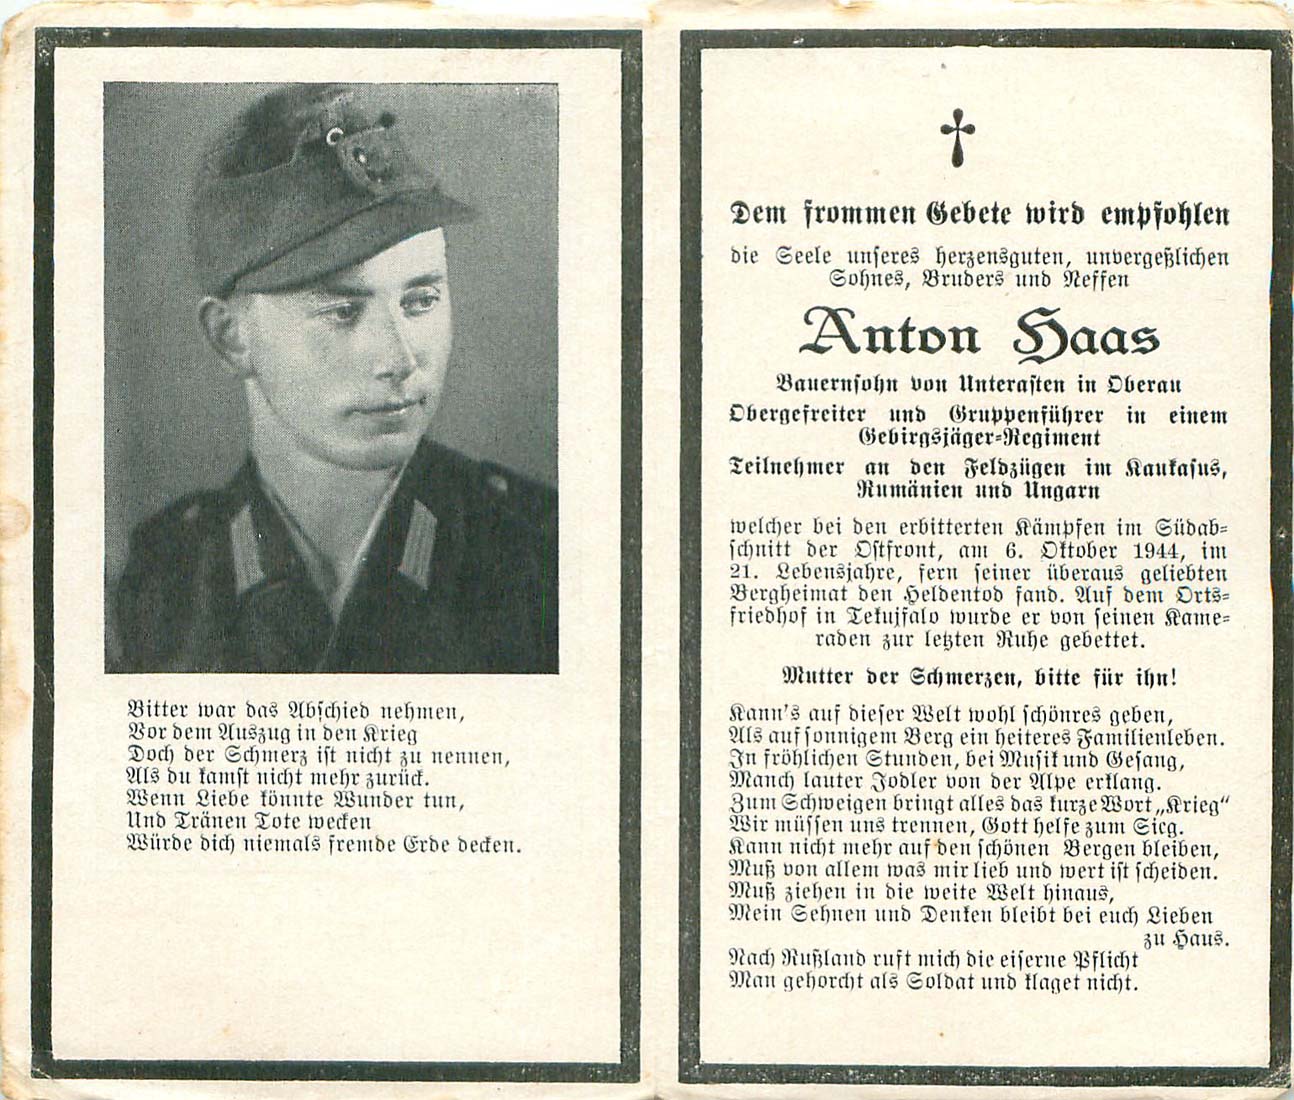 Bitter war das Abschied nehmen,
Vor dem Auszug in den Krieg
Doch der Schmerz ist nicht zu nennen,
Als du kamst nicht mehr zurück.
Wenn Liebe könnte Wunder tun,
Und Tränen Tote wecken
Würde dich niemals fremde Erde decken.
Dem frommen Gebete wird empfohlen
die Seele unseres herzensguten, unvergeßlichen
Sohnes, Bruders und Neffen
Anton Haas
Bauernsohn von Unterasten in Oberau
Obergefreiter und Gruppenführer in einem
Gebirgsjäger-Regiment
Teilnehmer an den Feldzügen im Kaukasus,
Rumänien und Ungarn
welcher bei den erbitterten Kämpfen im Südab-
schnitt der Ostfront, am 6. Oktober 1944, im
21. Lebensjahre, fern seiner überaus geliebten
Bergheimat den Heldentod fand. Auf dem Orts-
friedhof in Tekujfalo wurde er von seinen Kame-
raden zur letzten Ruhe gebettet.
Mutter der Schmerzen, bitte für ihn!
Kann's auf dieser Welt wohl schönres geben,
Als auf sonnigem Berg ein heiteres Familienleben.
In fröhlichen Stunden, bei Musik und Gesang,
Manch lauter Jodler von der Alpe erklang.
Zum Schweigen bringt alles das kurze Wort „Krieg"
Wir müssen uns trennen, Gott helfe zum Sieg.
Kann nicht mehr auf den schönen Bergen bleiben,
Muß von allem was mir lieb und wert ist scheiden.
Muß ziehen in die weite Welt hinaus,
Mein Sehnen und Denken bleibt bei euch Lieben
zu Haus.
Nach Rußland ruft mich die eiserne Pflicht
Man gehorcht als Soldat und klaget nicht.